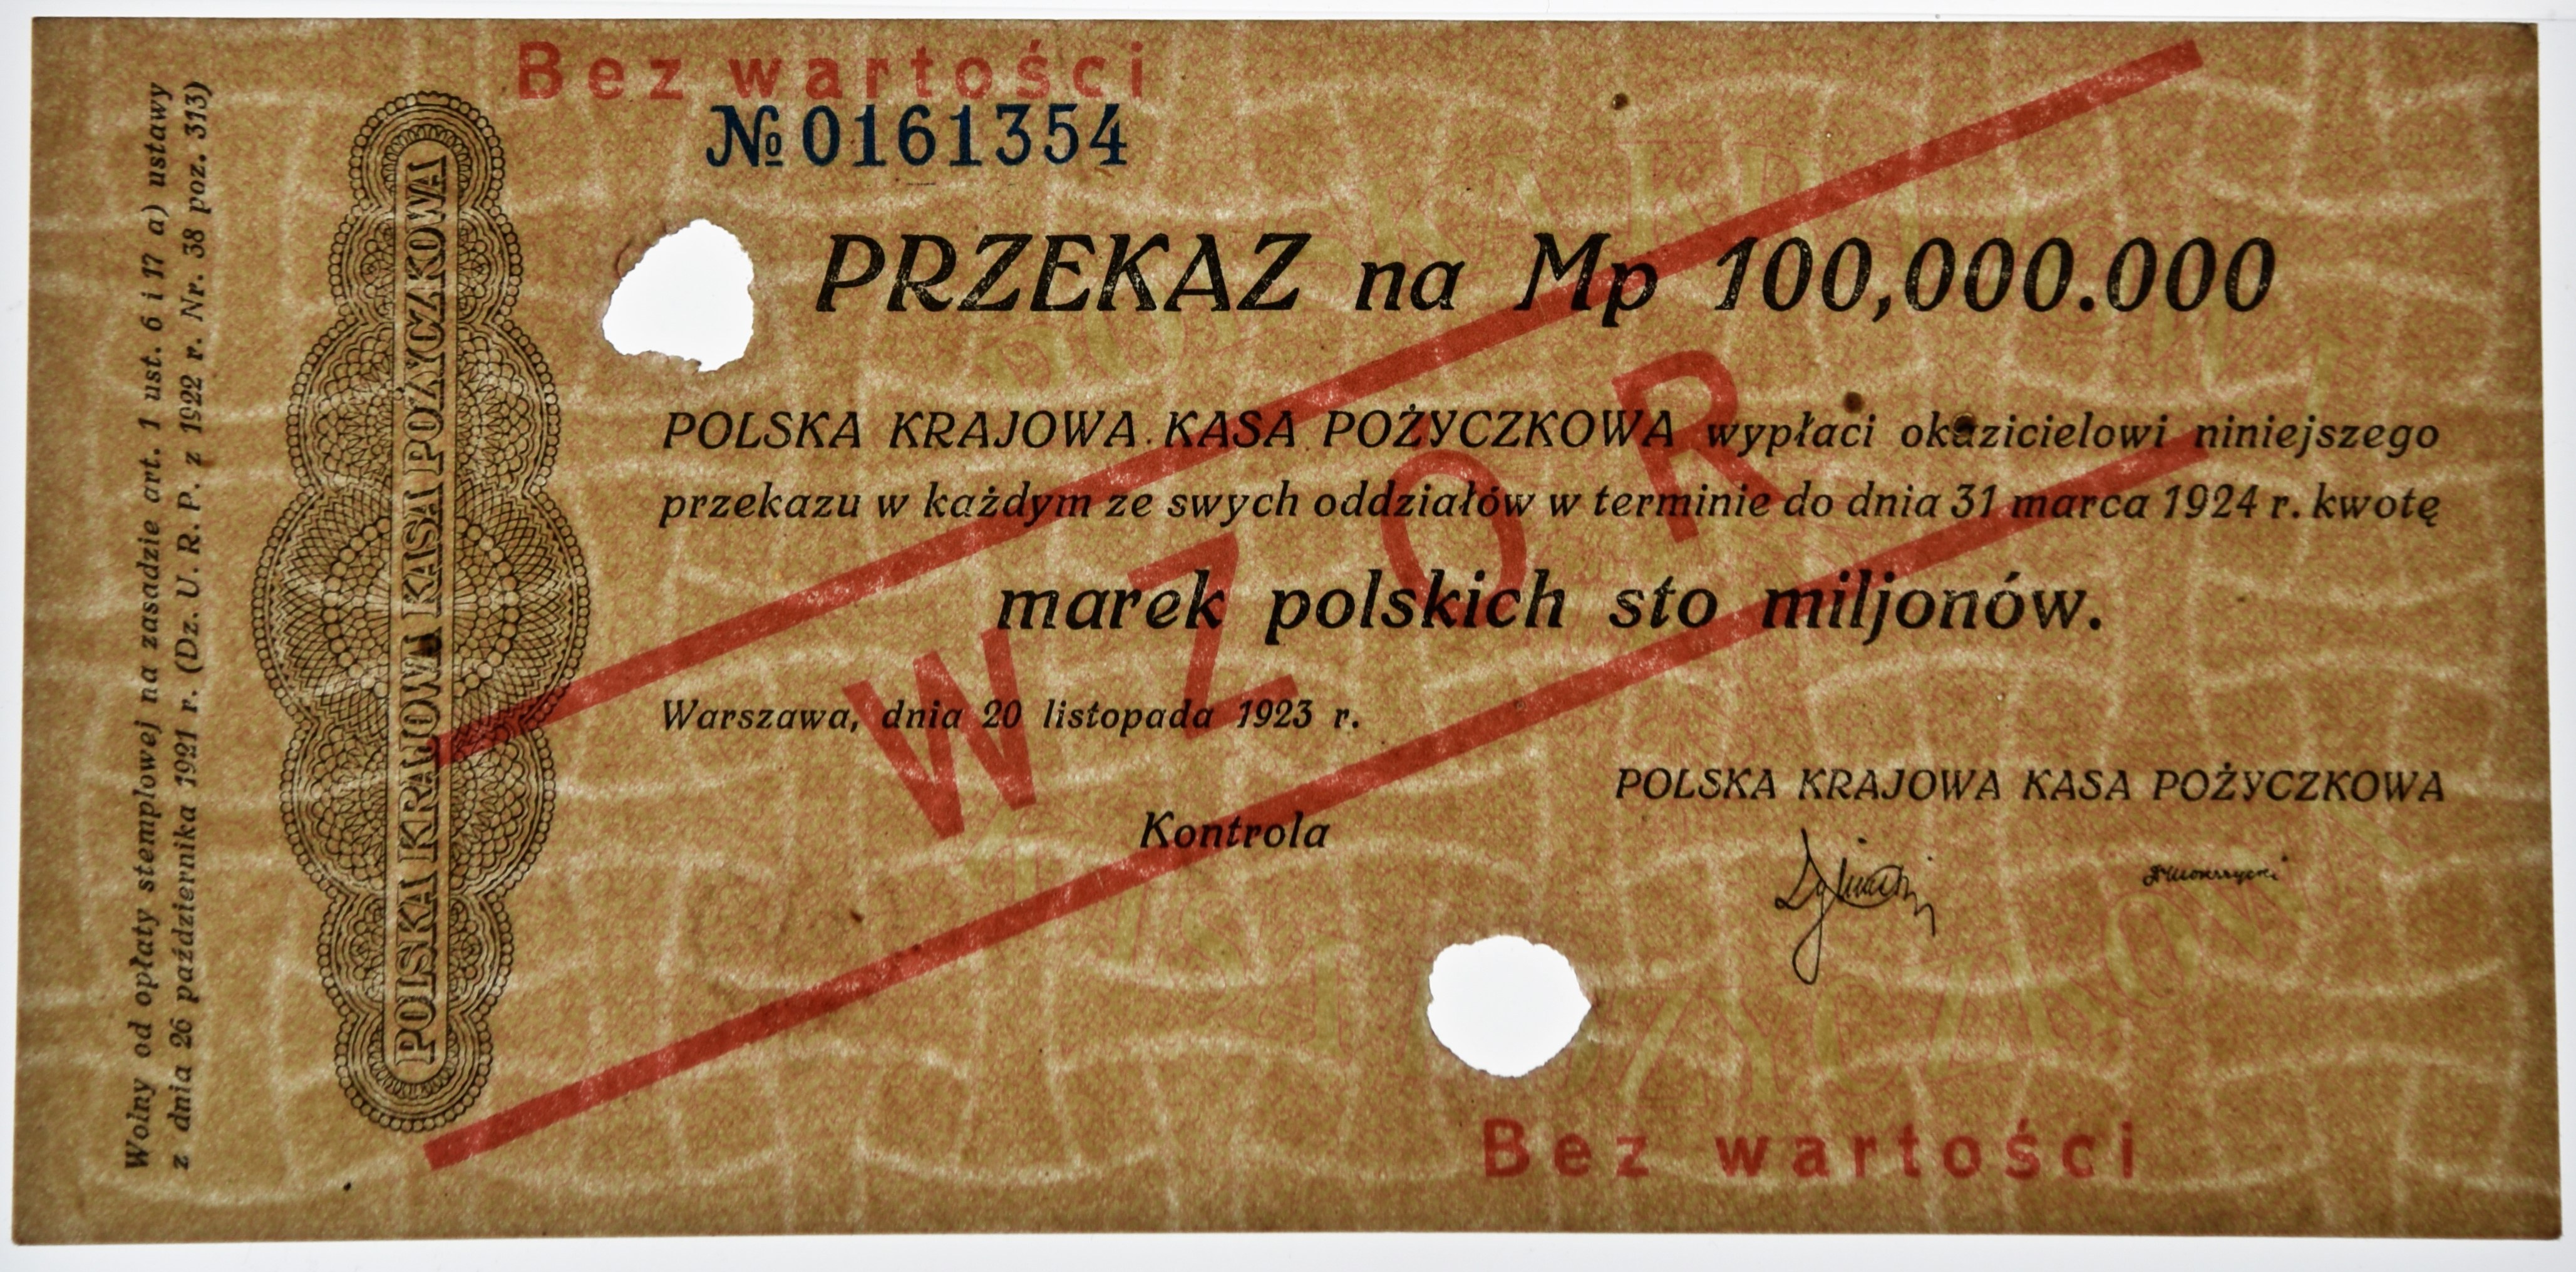 Bez wartości
№ 0161354
PRZEKAZ na Mp 100,000.000
POLSKA KRAJOWA KASA POŻYCZKOWA wypłaci okazicielowi niniejszego
przekazu w każdym ze swych oddziałów w terminie do dnia 31 marca 1924 r. kwotę
marek polskich sto miljonów.
WZOR
Warszawa, dnia 20 listopada 1923 r.
POLSKA KRAJOWA KASA POŻYCZKOWA
Kontrola
Bez wartości
POLSKA KRAJOWA KASA POŻYCZKOWA
Wolny od opłaty stemplowej na zasadzie art. 1 ust. 6 i 17 a) ustawy
z dnia 26 października 1921 r. (Dz. U. R. P. z 1922 r. Nr. 38 poz. 313)